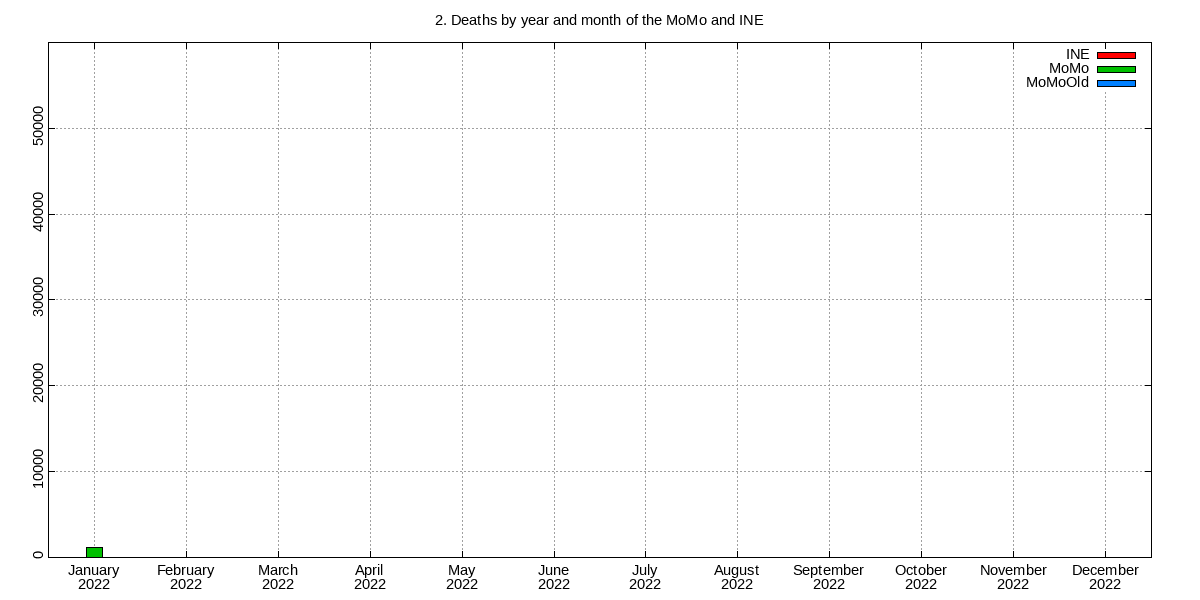 2. Deaths by year and month of the MoMo and INE
INE
MoMo
MoMoOld
50000
40000
30000
20000
10000
0
January February March April May June July August September October November December
2022 2022 2022 2022 2022 2022 2022 2022 2022 2022 2022 2022